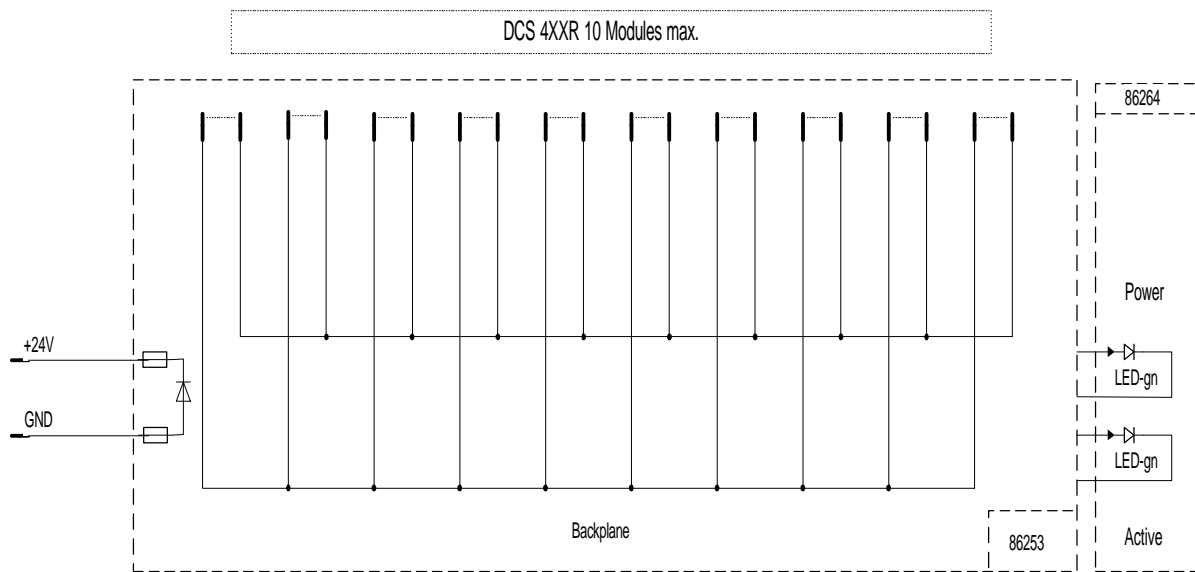 DCS 4XXR 10 Modules max.
86264
Power
+24V
LED-gn
GND
LED-gn
Backplane
86253
Active